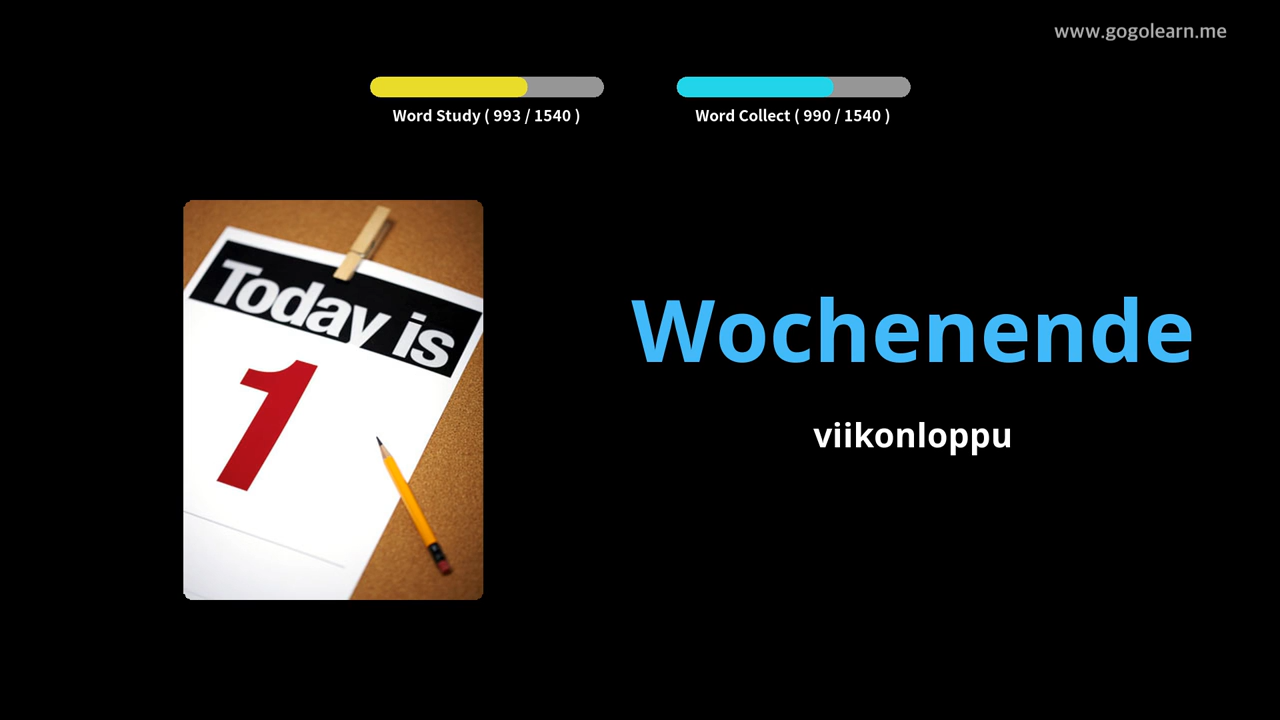 www.gogolearn.me
Word Study ( 993 / 1540 )
Word Collect ( 990 / 1540 )
Today is
1
Wochenende
viikonloppu